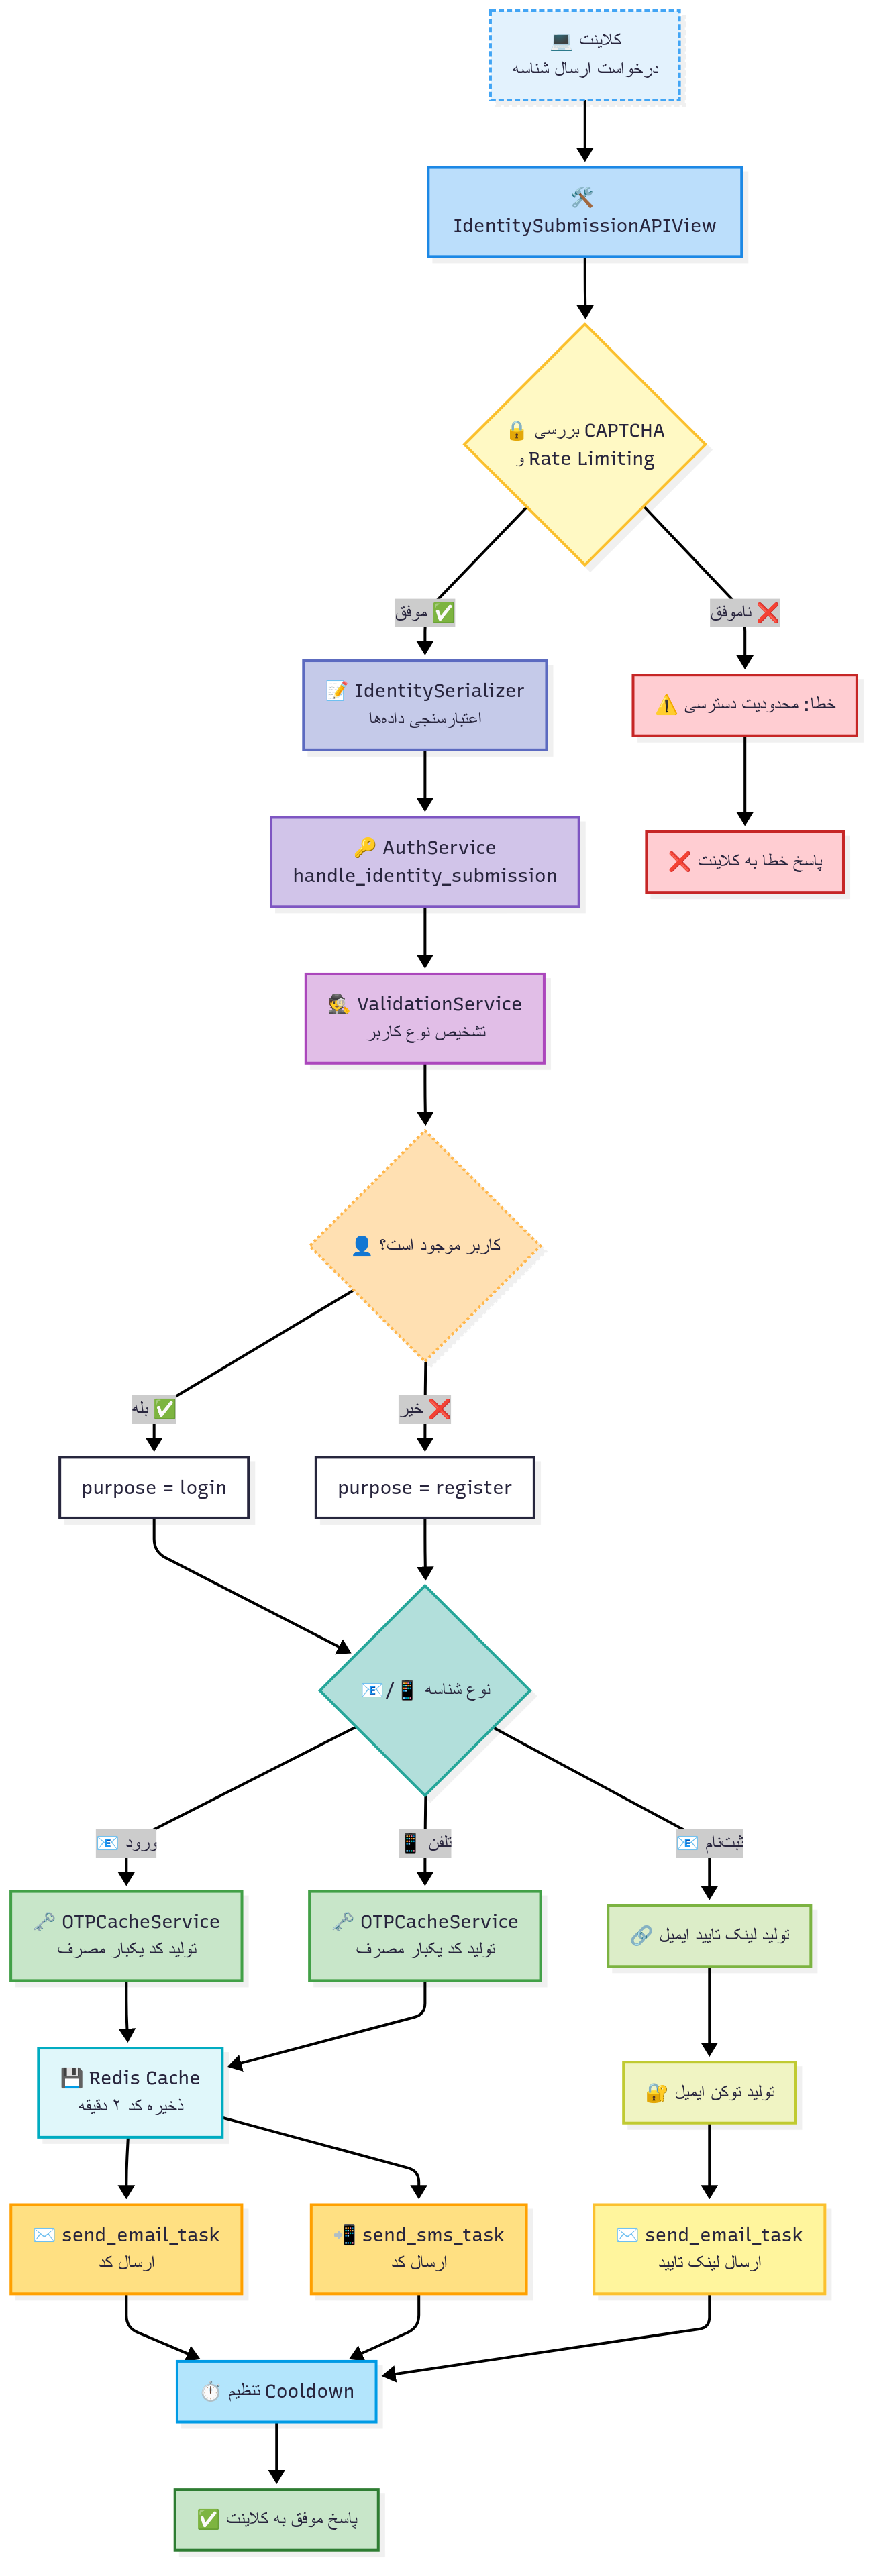 💻 کلاینت
درخواست ارسال شناسه
🛠️
IdentitySubmissionAPIView
🔒 بررسی CAPTCHA
و Rate Limiting
موفق ✅
ناموفق ❌
📝 IdentitySerializer
اعتبارسنجی داده‌ها
⚠️ خطا: محدودیت دسترسی
🔑 AuthService
handle_identity_submission
❌ پاسخ خطا به کلاینت
🕵️ ValidationService
تشخیص نوع کاربر
👤 کاربر موجود است؟
بله ✅
خیر ❌
purpose = login
purpose = register
📧/📱 نوع شناسه
📧 ورود
📱 تلفن
📧 ثبت‌نام
🗝️ OTPCacheService
تولید کد یکبار مصرف
🗝️ OTPCacheService
تولید کد یکبار مصرف
🔗 تولید لینک تایید ایمیل
💾 Redis Cache
ذخیره کد ۲ دقیقه
🔐 تولید توکن ایمیل
✉️ send_email_task
ارسال کد
📲 send_sms_task
ارسال کد
✉️ send_email_task
ارسال لینک تایید
⏱️ تنظیم Cooldown
✅ پاسخ موفق به کلاینت